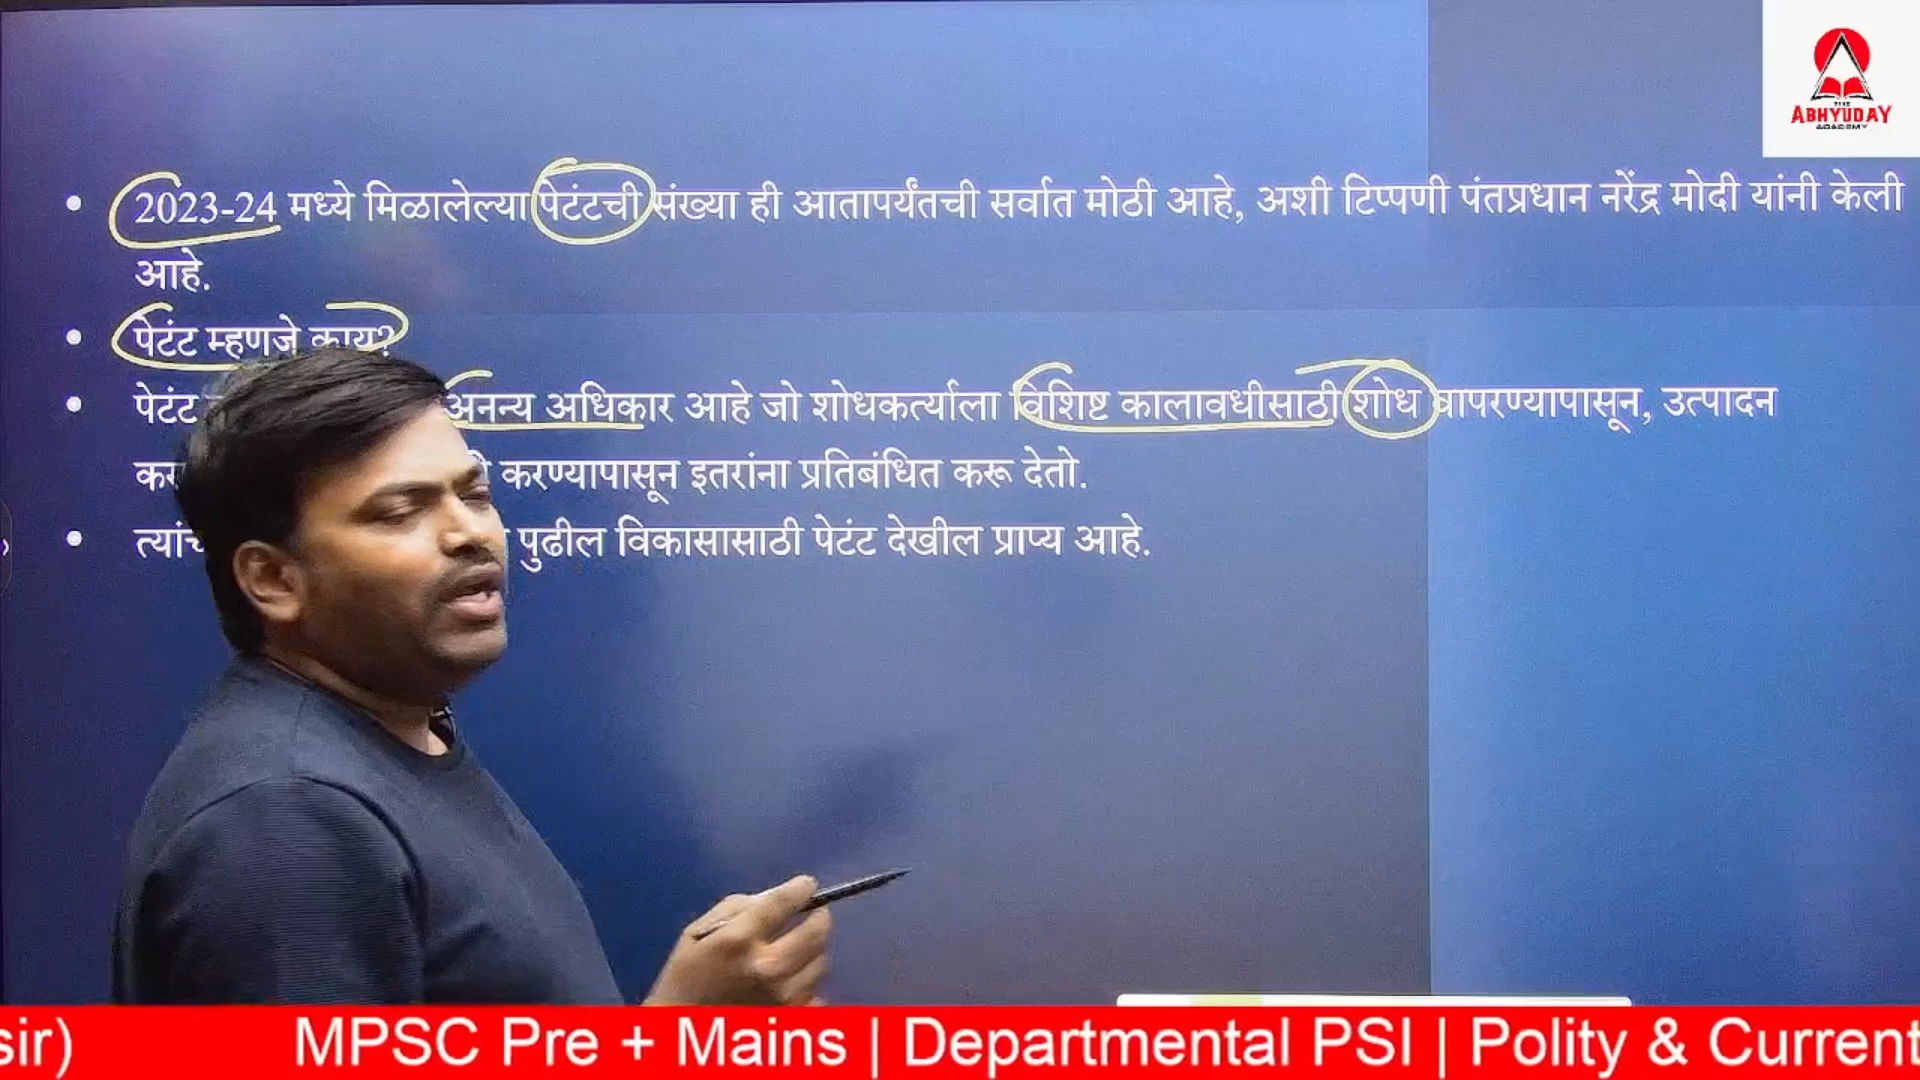 THE
ABHYUDAY
ACADEMY
• 2023-24 मध्ये मिळालेल्या पेटंटची संख्या ही आतापर्यंतची सर्वात मोठी आहे, अशी टिप्पणी पंतप्रधान नरेंद्र मोदी यांनी केली
आहे.
• पेटंट म्हणजे काय?
• पेटंट अनन्य अधिकार आहे जो शोधकर्त्याला विशिष्ट कालावधीसाठी शोध वापरण्यापासून, उत्पादन
करण्यापासून इतरांना प्रतिबंधित करू देतो.
• पुढील विकासासाठी पेटंट देखील प्राप्य आहे.
sir) MPSC Pre + Mains | Departmental PSI | Polity & Current